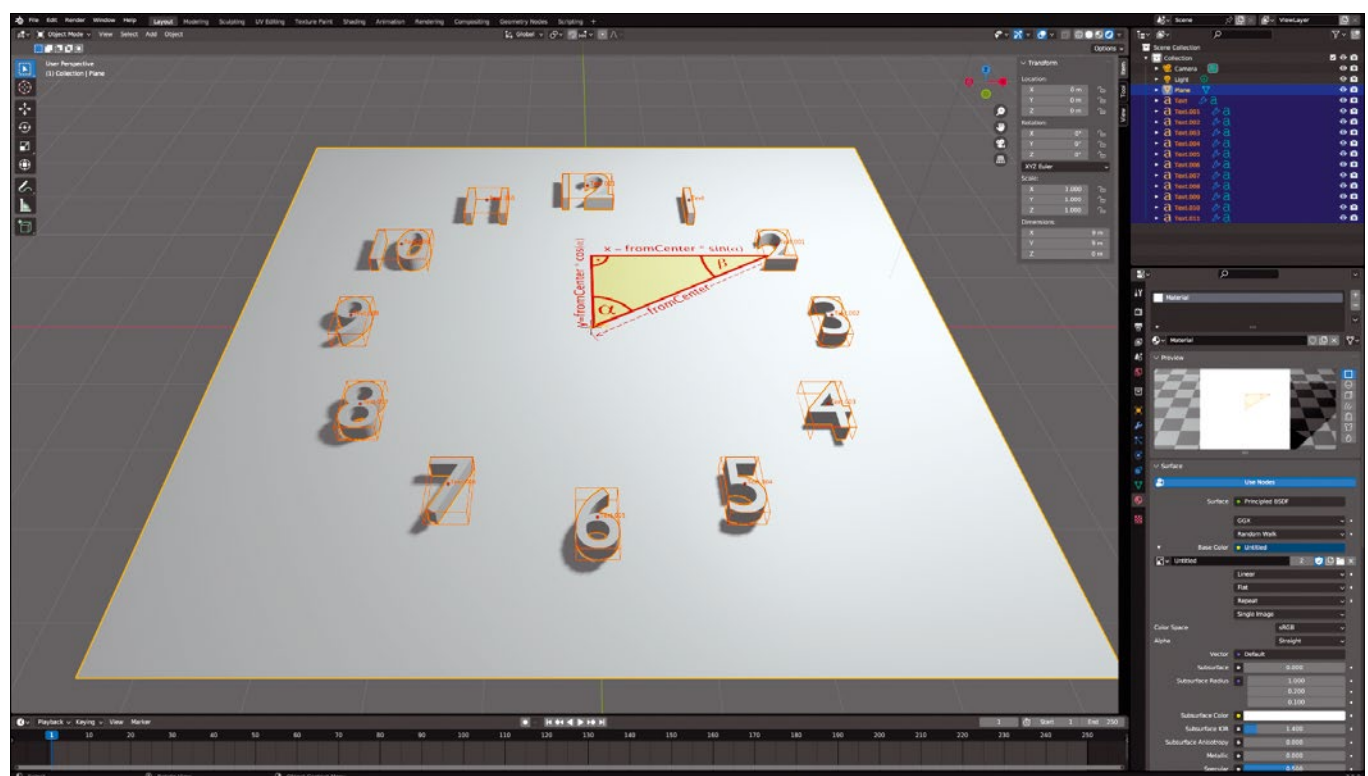 File Edit Render Window Help Layout Modeling Sculpting UV Editing Texture Paint Shading Animation Rendering Compositing Geometry Nodes Scripting +
Scene ViewLayer
Object Mode View Select Add Object
Global
Options
User Perspective
(1) Collection | Plane
Transform
Location:
X 0 m
Y 0 m
Z 0 m
Rotation:
X 0°
Y 0°
Z 0°
XYZ Euler
Scale:
X 1.000
Y 1.000
Z 1.000
Dimensions:
X 9 m
Y 9 m
Z 0 m
Item
Tool
View
Scene Collection
Collection
Camera
Light
Plane
Text
Text.001
Text.002
Text.003
Text.004
Text.005
Text.006
Text.007
Text.008
Text.009
Text.010
Text.011
12
11
1
10
2
9
3
8
4
7
5
6
x = fromCenter * sin(α)
y=fromCenter * cos(α)
fromCenter
α
β
Material
Material
Preview
Surface
Use Nodes
Surface Principled BSDF
GGX
Random Walk
Base Color Untitled
Untitled 2
Linear
Flat
Repeat
Single Image
Color Space sRGB
Alpha Straight
Vector Default
Subsurface 0.000
Subsurface Radius 1.000
0.200
0.100
Subsurface Color
Subsurface IOR 1.400
Subsurface Anisotropy 0.000
Metallic 0.000
Specular 0.500
Playback Keying View Marker
1 Start 1 End 250
1 10 20 30 40 50 60 70 80 90 100 110 120 130 140 150 160 170 180 190 200 210 220 230 240 250